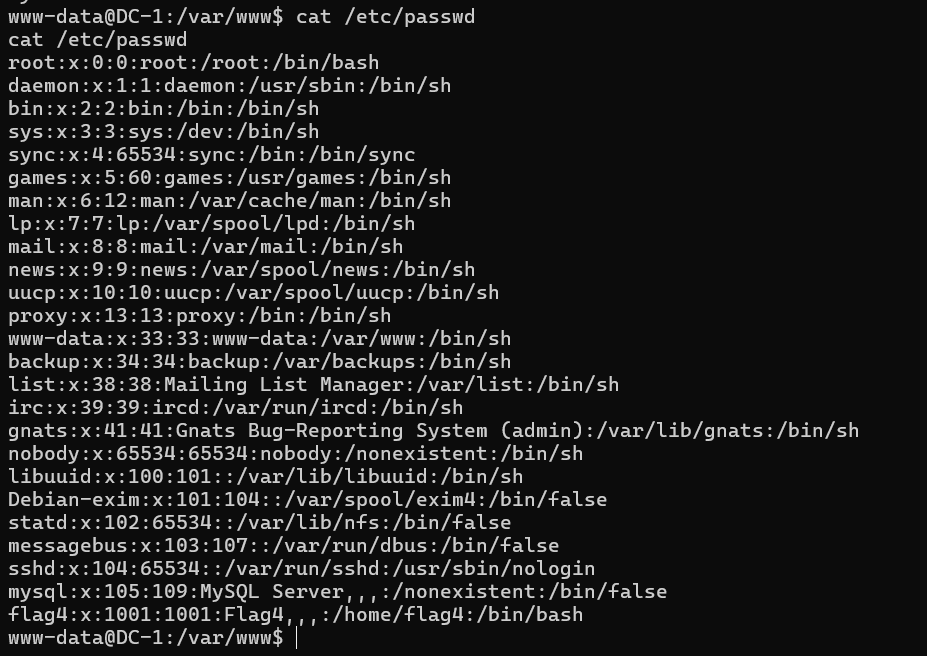 www-data@DC-1:/var/www$ cat /etc/passwd
cat /etc/passwd
root:x:0:0:root:/root:/bin/bash
daemon:x:1:1:daemon:/usr/sbin:/bin/sh
bin:x:2:2:bin:/bin:/bin/sh
sys:x:3:3:sys:/dev:/bin/sh
sync:x:4:65534:sync:/bin:/bin/sync
games:x:5:60:games:/usr/games:/bin/sh
man:x:6:12:man:/var/cache/man:/bin/sh
lp:x:7:7:lp:/var/spool/lpd:/bin/sh
mail:x:8:8:mail:/var/mail:/bin/sh
news:x:9:9:news:/var/spool/news:/bin/sh
uucp:x:10:10:uucp:/var/spool/uucp:/bin/sh
proxy:x:13:13:proxy:/bin:/bin/sh
www-data:x:33:33:www-data:/var/www:/bin/sh
backup:x:34:34:backup:/var/backups:/bin/sh
list:x:38:38:Mailing List Manager:/var/list:/bin/sh
irc:x:39:39:ircd:/var/run/ircd:/bin/sh
gnats:x:41:41:Gnats Bug-Reporting System (admin):/var/lib/gnats:/bin/sh
nobody:x:65534:65534:nobody:/nonexistent:/bin/sh
libuuid:x:100:101::/var/lib/libuuid:/bin/sh
Debian-exim:x:101:104::/var/spool/exim4:/bin/false
statd:x:102:65534::/var/lib/nfs:/bin/false
messagebus:x:103:107::/var/run/dbus:/bin/false
sshd:x:104:65534::/var/run/sshd:/usr/sbin/nologin
mysql:x:105:109:MySQL Server,,,:/nonexistent:/bin/false
flag4:x:1001:1001:Flag4,,,:/home/flag4:/bin/bash
www-data@DC-1:/var/www$